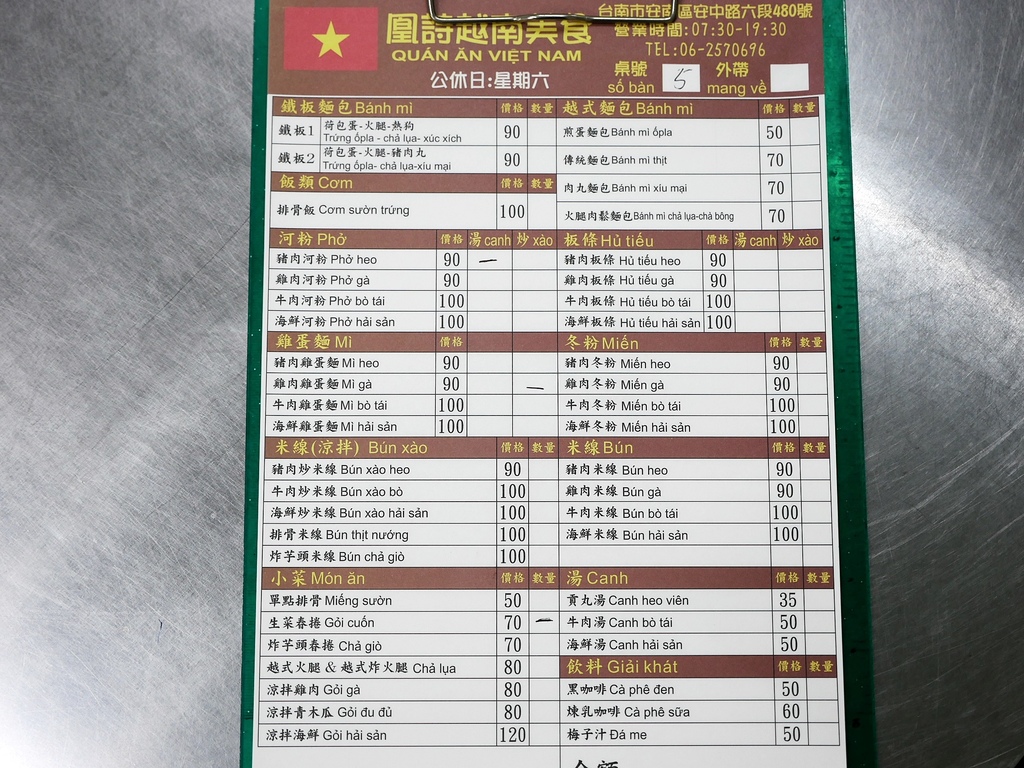 凰詩越南美食
QUÁN ĂN VIỆT NAM
公休日:星期六
台南市安南區安中路六段480號
營業時間:07:30-19:30
TEL:06-2570696
桌號 5 外帶
số bàn mang về
鐵板麵包 Bánh mì 價格 數量
鐵板1 荷包蛋-火腿-熱狗 90
Trứng ốpla - chả lụa- xúc xích
鐵板2 荷包蛋-火腿-豬肉丸 90
Trứng ốpla- chả lụa-xíu mại
飯類 Cơm 價格 數量
排骨飯 Cơm sườn trứng 100
越式麵包 Bánh mì 價格 數量
煎蛋麵包 Bánh mì ốpla 50
傳統麵包 Bánh mì thịt 70
肉丸麵包 Bánh mì xíu mại 70
火腿肉鬆麵包 Bánh mì chả lụa-chà bông 70
河粉 Phở 價格 湯 canh 炒 xào
豬肉河粉 Phở heo 90 —
雞肉河粉 Phở gà 90
牛肉河粉 Phở bò tái 100
海鮮河粉 Phở hải sản 100
板條 Hủ tiếu 價格 湯 canh 炒 xào
豬肉板條 Hủ tiếu heo 90
雞肉板條 Hủ tiếu gà 90
牛肉板條 Hủ tiếu bò tái 100
海鮮板條 Hủ tiếu hải sản 100
雞蛋麵 Mì 價格
豬肉雞蛋麵 Mì heo 90
雞肉雞蛋麵 Mì gà 90 —
牛肉雞蛋麵 Mì bò tái 100
海鮮雞蛋麵 Mì hải sản 100
冬粉 Miến 價格 數量
豬肉冬粉 Miến heo 90
雞肉冬粉 Miến gà 90
牛肉冬粉 Miến bò tái 100
海鮮冬粉 Miến hải sản 100
米線(涼拌) Bún xào 價格 數量
豬肉炒米線 Bún xào heo 90
牛肉炒米線 Bún xào bò 100
海鮮炒米線 Bún xào hải sản 100
排骨米線 Bún thịt nướng 100
炸芋頭米線 Bún chả giò 100
米線 Bún 價格 數量
豬肉米線 Bún heo 90
雞肉米線 Bún gà 90
牛肉米線 Bún bò tái 100
海鮮米線 Bún hải sản 100
小菜 Món ăn 價格 數量
單點排骨 Miếng sườn 50
生菜春捲 Gỏi cuốn 70 —
炸芋頭春捲 Chả giò 70
越式火腿 & 越式炸火腿 Chả lụa 80
涼拌雞肉 Gỏi gà 80
涼拌青木瓜 Gỏi đu đủ 80
涼拌海鮮 Gỏi hải sản 120
湯 Canh 價格 數量
貢丸湯 Canh heo viên 35
牛肉湯 Canh bò tái 50
海鮮湯 Canh hải sản 50
飲料 Giải khát 價格 數量
黑咖啡 Cà phê đen 50
煉乳咖啡 Cà phê sữa 60
梅子汁 Đá me 50